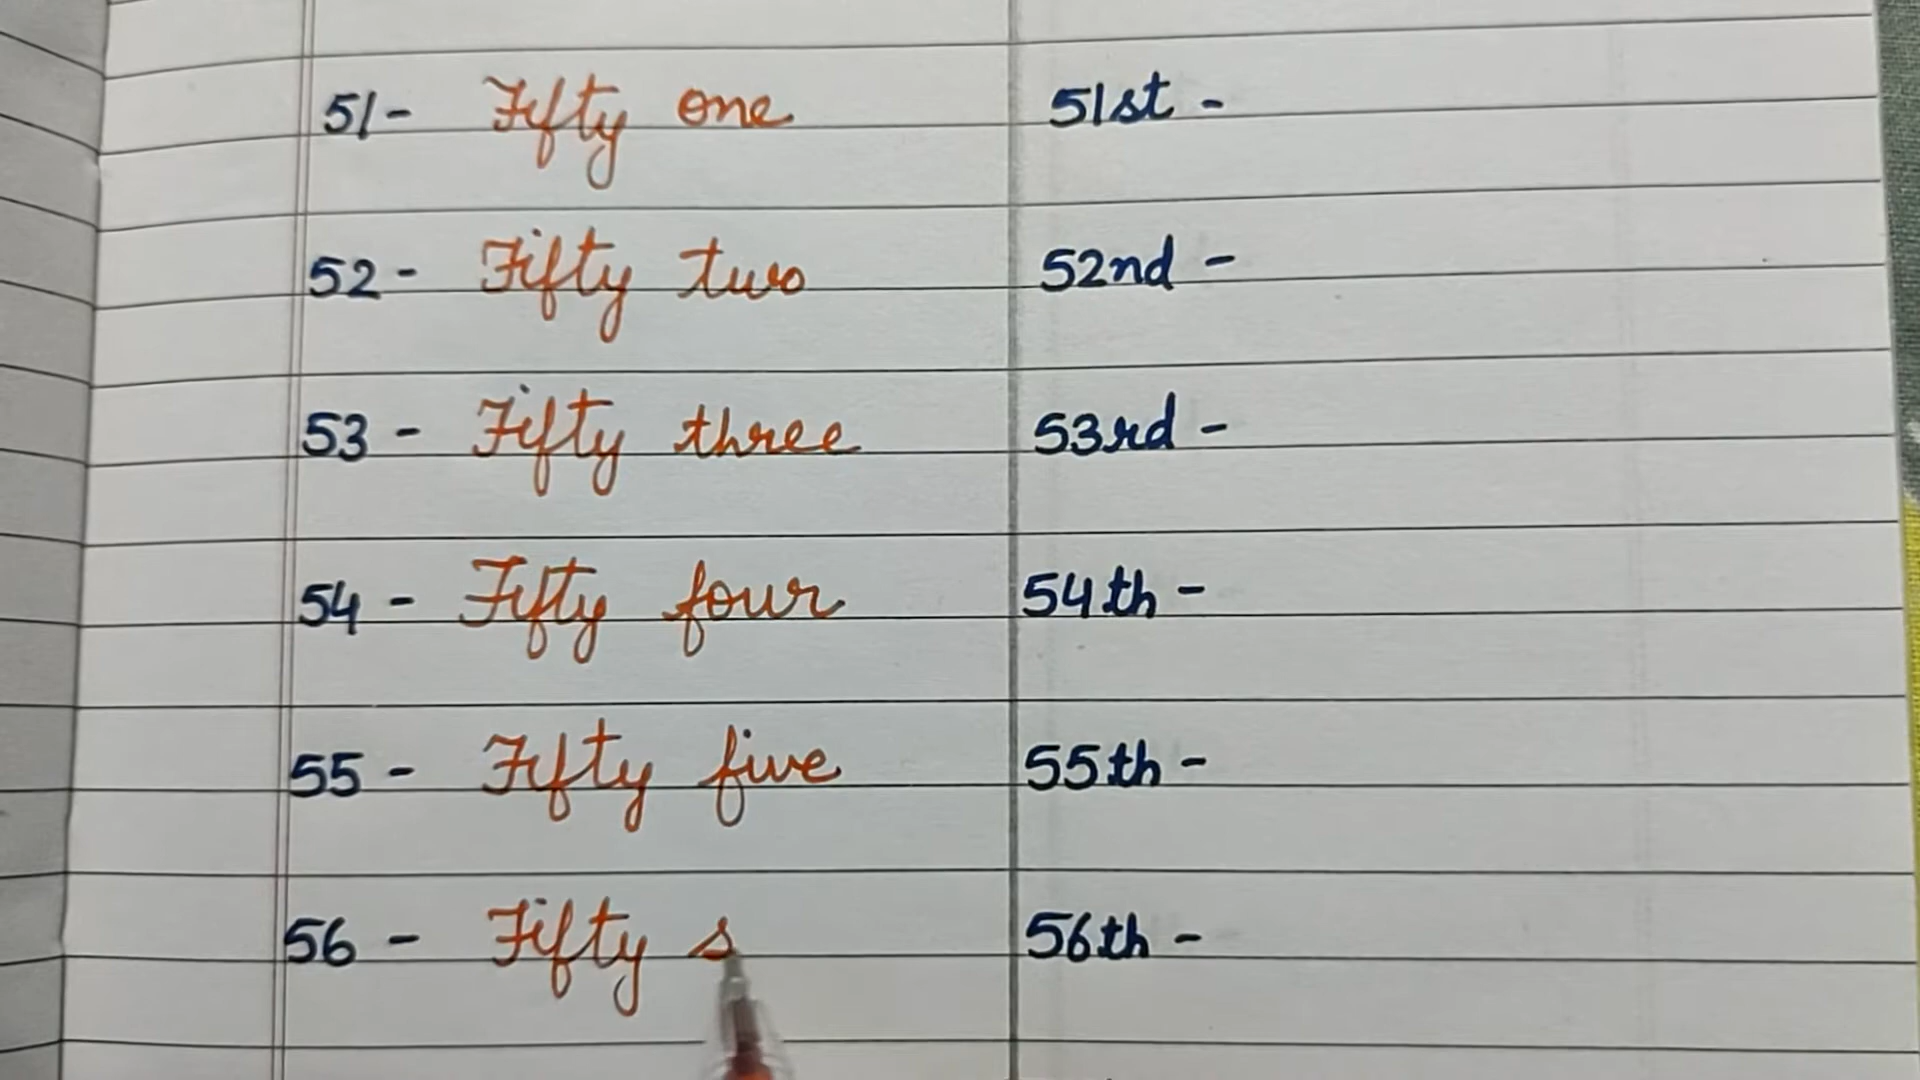 51 - Fifty one 51st -
52 - Fifty two 52nd -
53 - Fifty three 53rd -
54 - Fifty four 54th -
55 - Fifty five 55th -
56 - Fifty s 56th -